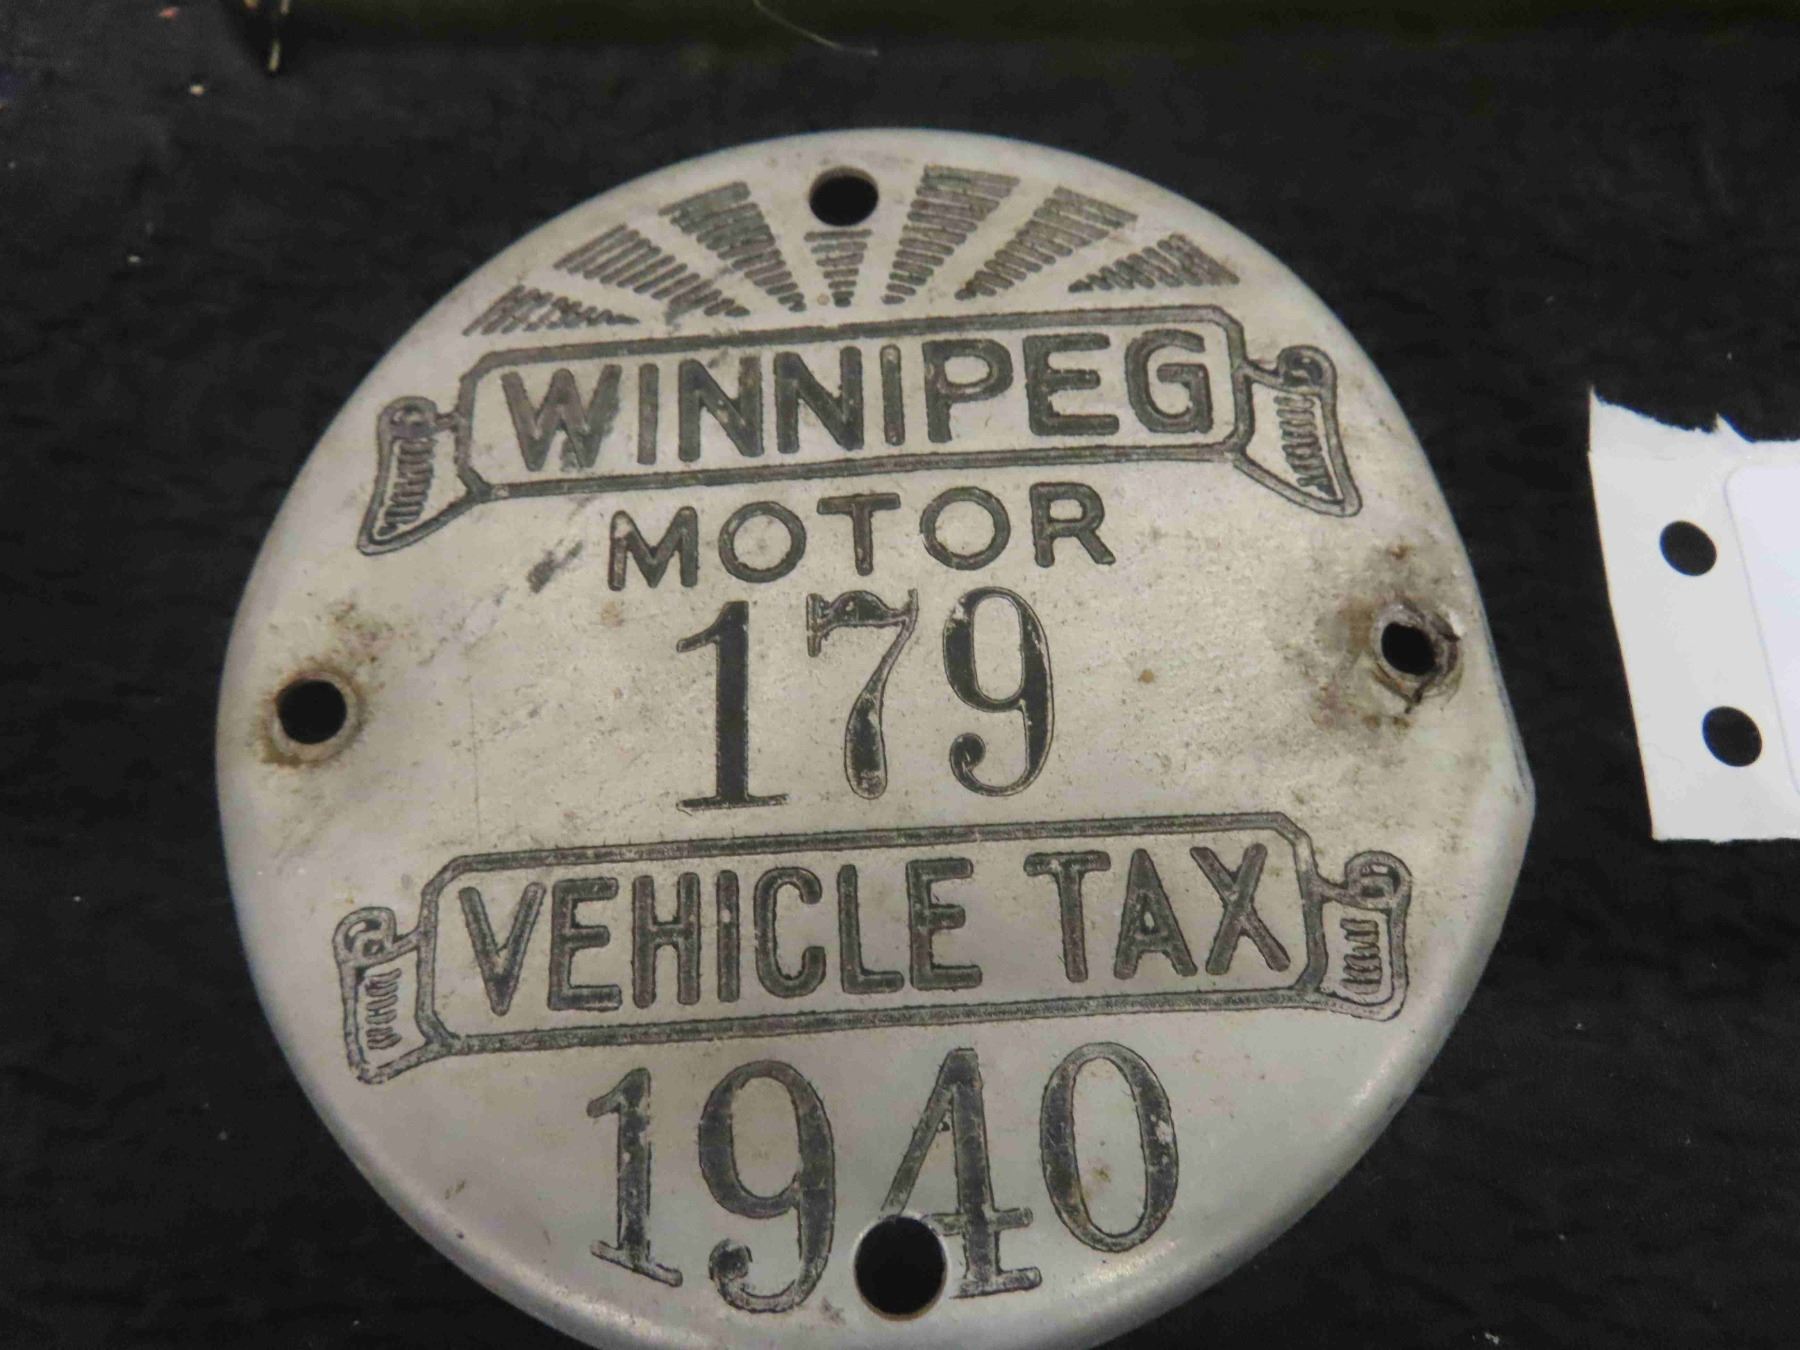 WINNIPEG
MOTOR
179
VEHICLE TAX
1940